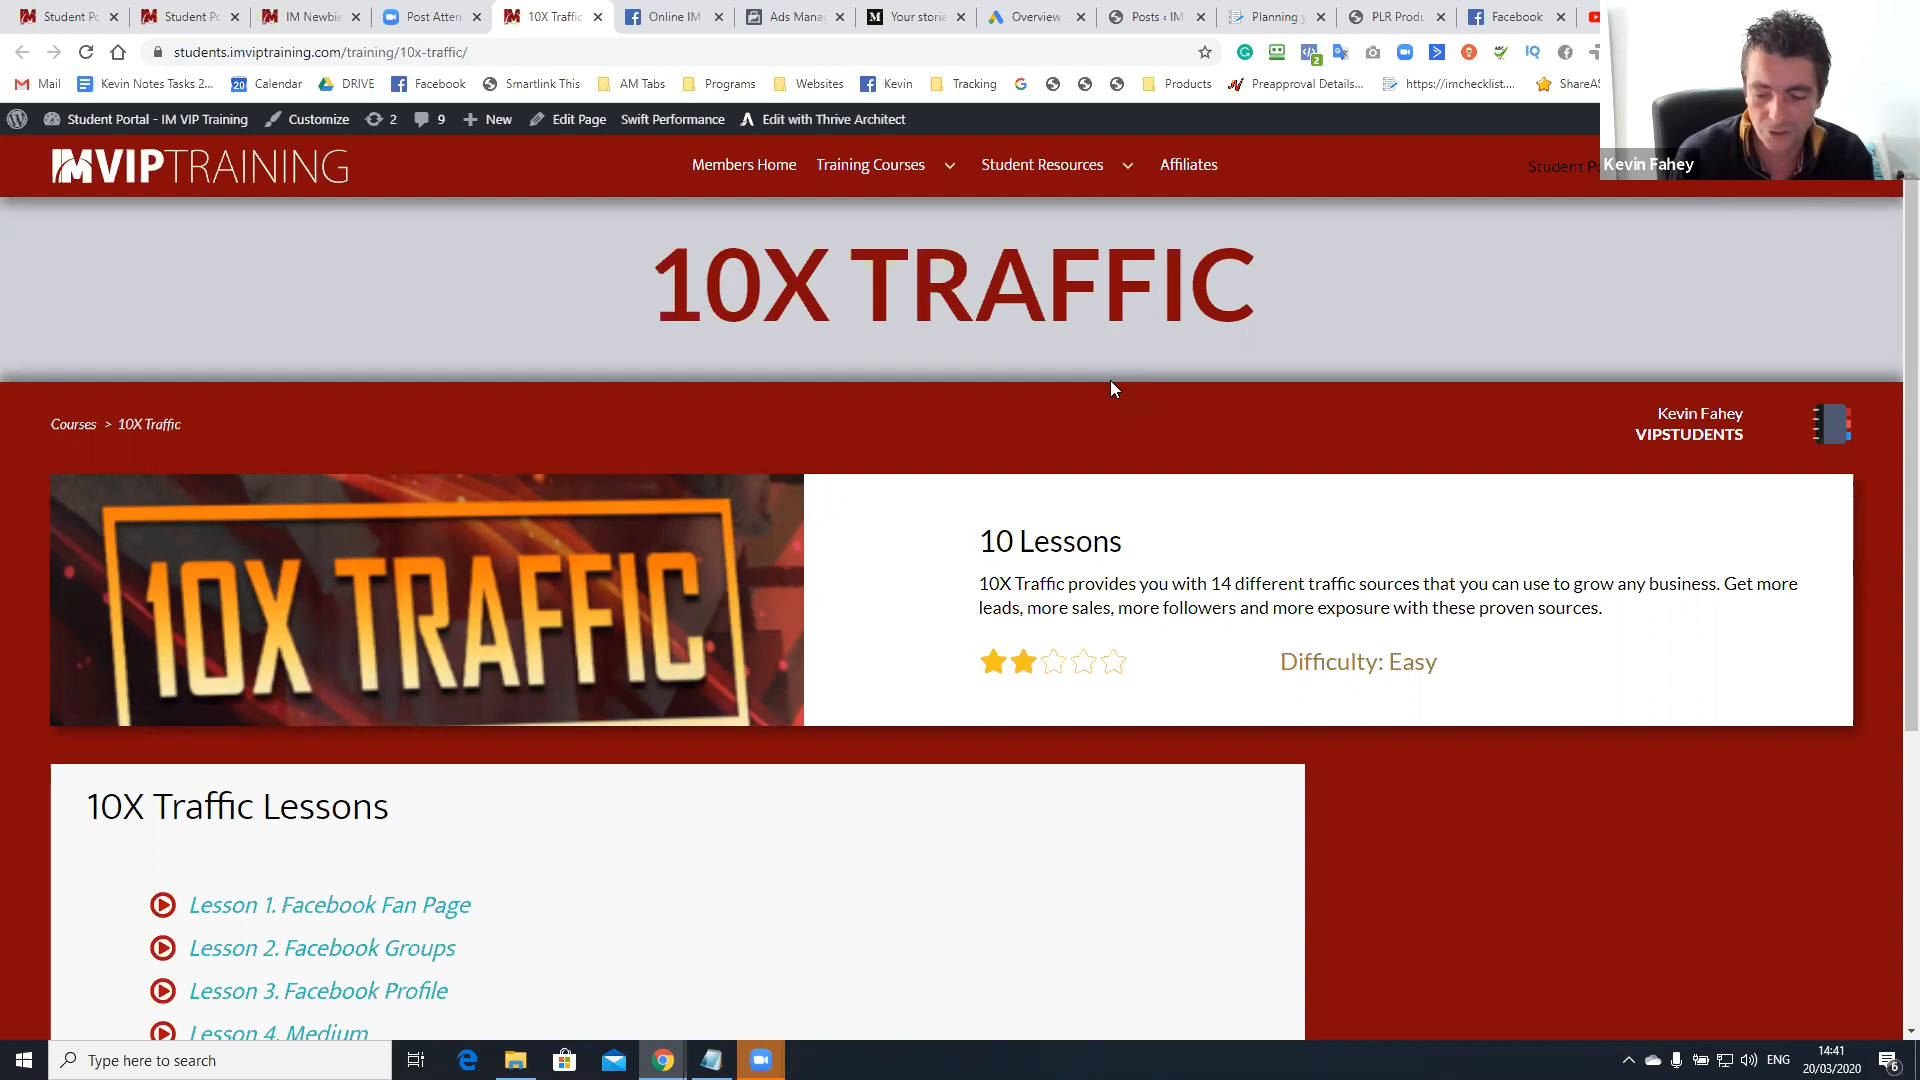 Student Po
Student Po
IM Newbie
Post Atten
10X Traffic
Online IM
Ads Mana
Your storie
Overview
Posts ‹ IM
Planning y
PLR Produ
Facebook
students.imviptraining.com/training/10x-traffic/
Mail
Kevin Notes Tasks 2...
Calendar
DRIVE
Facebook
Smartlink This
AM Tabs
Programs
Websites
Kevin
Tracking
Products
Preapproval Details...
https://imchecklist....
ShareAS
Student Portal - IM VIP Training
Customize
2
9
New
Edit Page
Swift Performance
Edit with Thrive Architect
IMVIPTRAINING
Members Home
Training Courses
Student Resources
Affiliates
Student Po
Kevin Fahey
10X TRAFFIC
Courses > 10X Traffic
Kevin Fahey
VIPSTUDENTS
10X TRAFFIC
10 Lessons
10X Traffic provides you with 14 different traffic sources that you can use to grow any business. Get more
leads, more sales, more followers and more exposure with these proven sources.
Difficulty: Easy
10X Traffic Lessons
Lesson 1. Facebook Fan Page
Lesson 2. Facebook Groups
Lesson 3. Facebook Profile
Lesson 4. Medium
Type here to search
ENG
14:41
20/03/2020
6